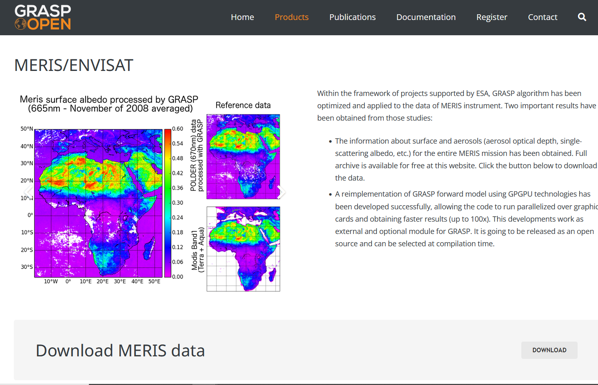 GRASP
OPEN
Home
Products
Publications
Documentation
Register
Contact
MERIS/ENVISAT
Meris surface albedo processed by GRASP
(665nm - November of 2008 averaged)
50°N
40°N
30°N
20°N
10°N
0°
10°S
20°S
30°S
10°W
0°
10°E
20°E
30°E
40°E
50°E
0.60
0.54
0.48
0.42
0.36
0.30
0.24
0.18
0.12
0.06
0.00
Reference data
POLDER (670nm) data
processed with GRASP
Modis Band1
(Terra + Aqua)
Within the framework of projects supported by ESA, GRASP algorithm has been
optimized and applied to the data of MERIS instrument. Two important results have
been obtained from those studies:
• The information about surface and aerosols (aerosol optical depth, single-
scattering albedo, etc.) for the entire MERIS mission has been obtained. Full
archive is available for free at this website. Click the button below to download
the data.
• A reimplementation of GRASP forward model using GPGPU technologies has
been developed successfully, allowing the code to run parallelized over graphic
cards and obtaining faster results (up to 100x). This developments work as
external and optional module for GRASP. It is going to be released as an open
source and can be selected at compilation time.
Download MERIS data
DOWNLOAD